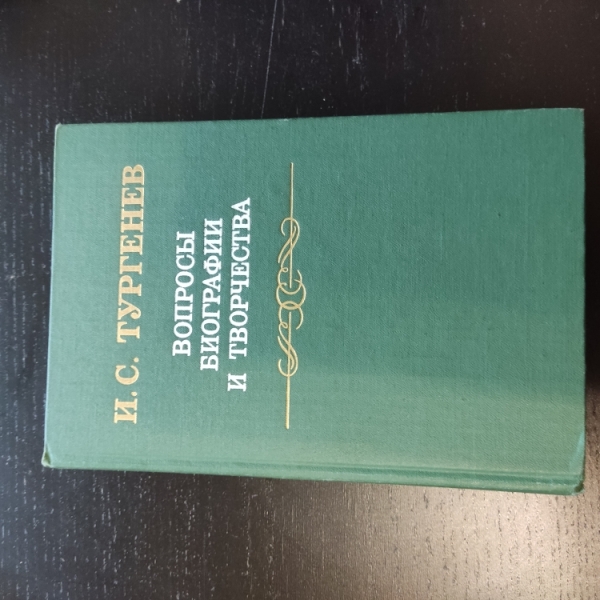 И. С. ТУРГЕНЕВ
ВОПРОСЫ
БИОГРАФИИ
И ТВОРЧЕСТВА